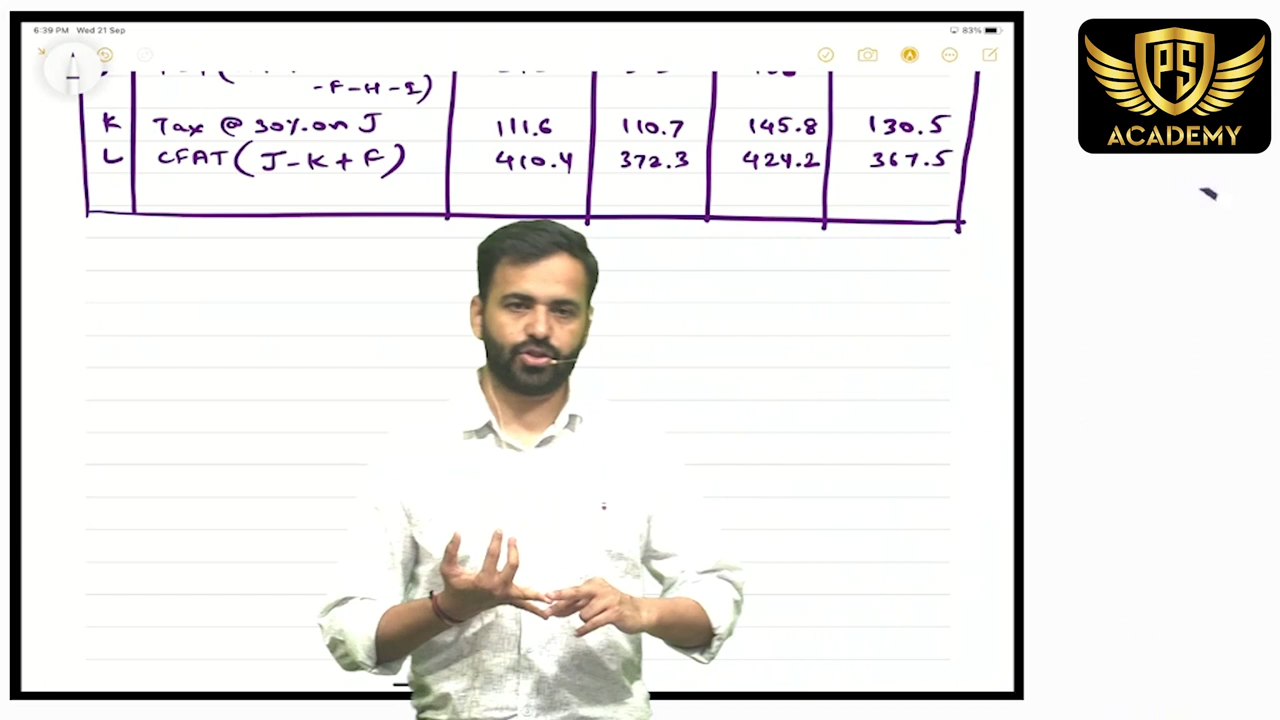 6:39 PM Wed 21 Sep
83%
-F-H-I)
K Tax @ 30% on J 111.6 110.7 145.8 130.5
L CFAT (J-K+F) 410.4 372.3 424.2 367.5
PS
ACADEMY